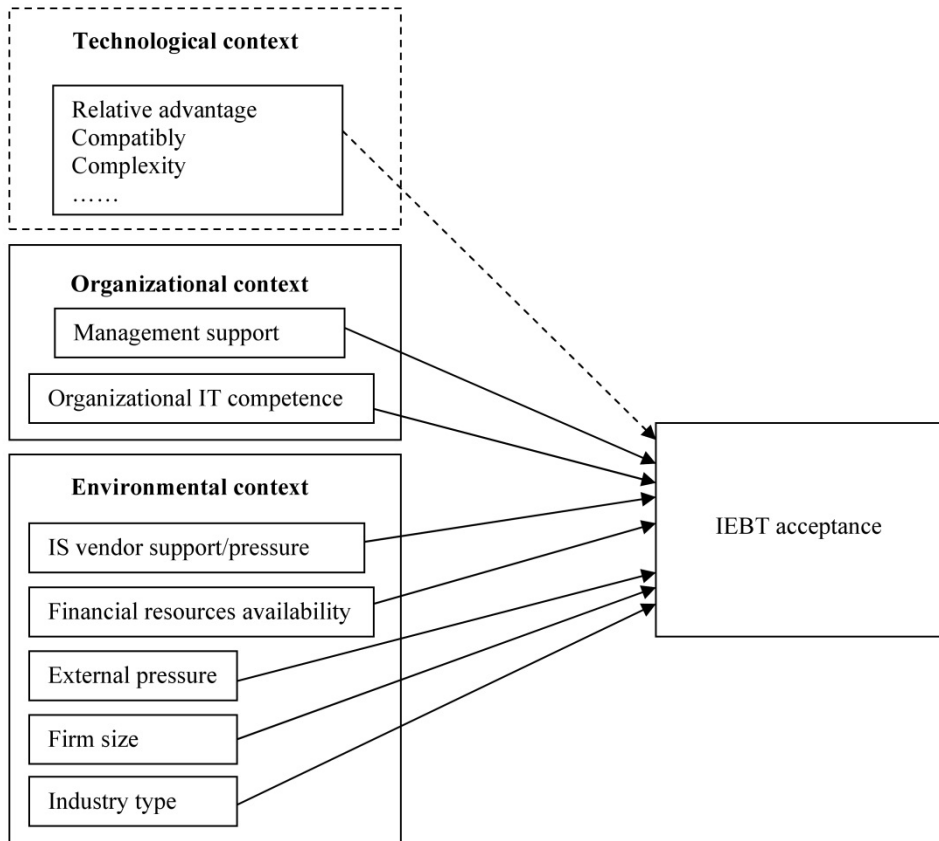 Technological context
Relative advantage
Compatibly
Complexity
……
Organizational context
Management support
Organizational IT competence
Environmental context
IS vendor support/pressure
Financial resources availability
External pressure
Firm size
Industry type
IEBT acceptance